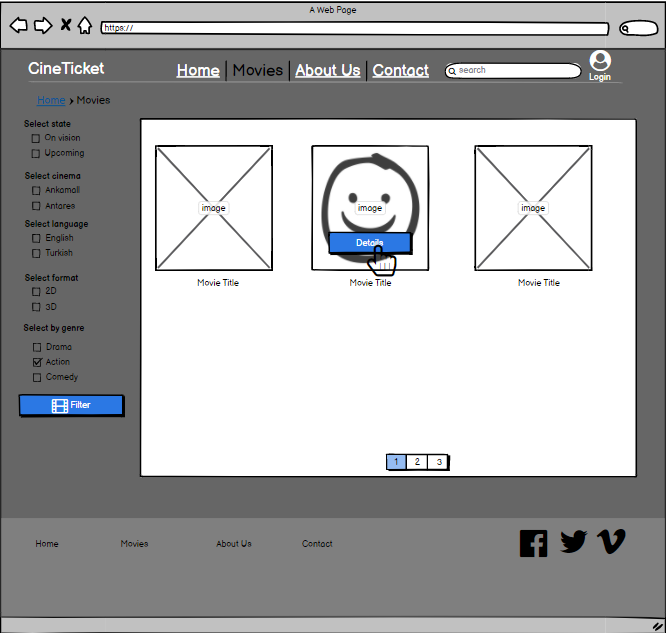 A Web Page
https://
CineTicket
Home Movies About Us Contact
search
Login
Home > Movies
Select state
On vision
Upcoming
Select cinema
Ankamall
Antares
Select language
English
Turkish
Select format
2D
3D
Select by genre
Drama
Action
Comedy
Filter
image
image
image
Details
Movie Title
Movie Title
Movie Title
1 2 3
Home Movies About Us Contact